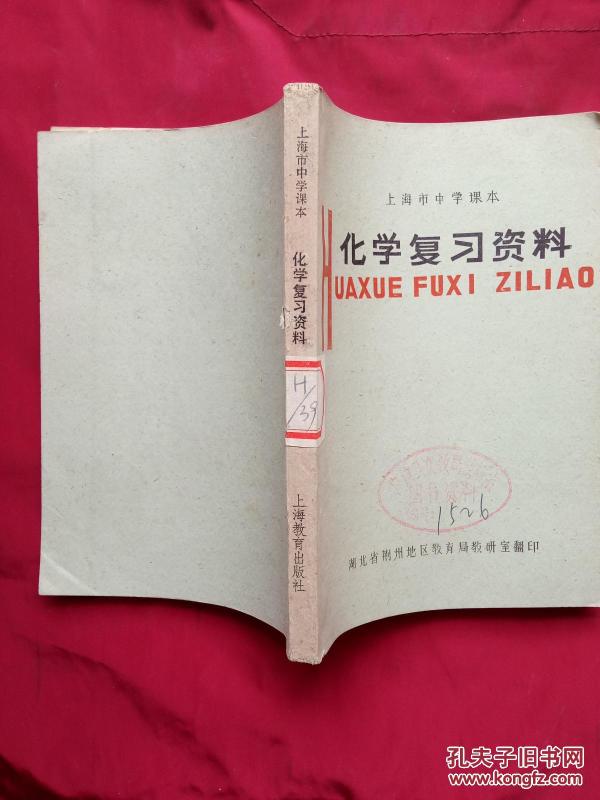 上海市中学课本
化学复习资料
HUAXUE FUXI ZILIAO
1526
湖北省荆州地区教育局教研室翻印
上海市中学课本
化学复习资料
H/39
上海教育出版社
孔夫子旧书网
www.kongfz.com